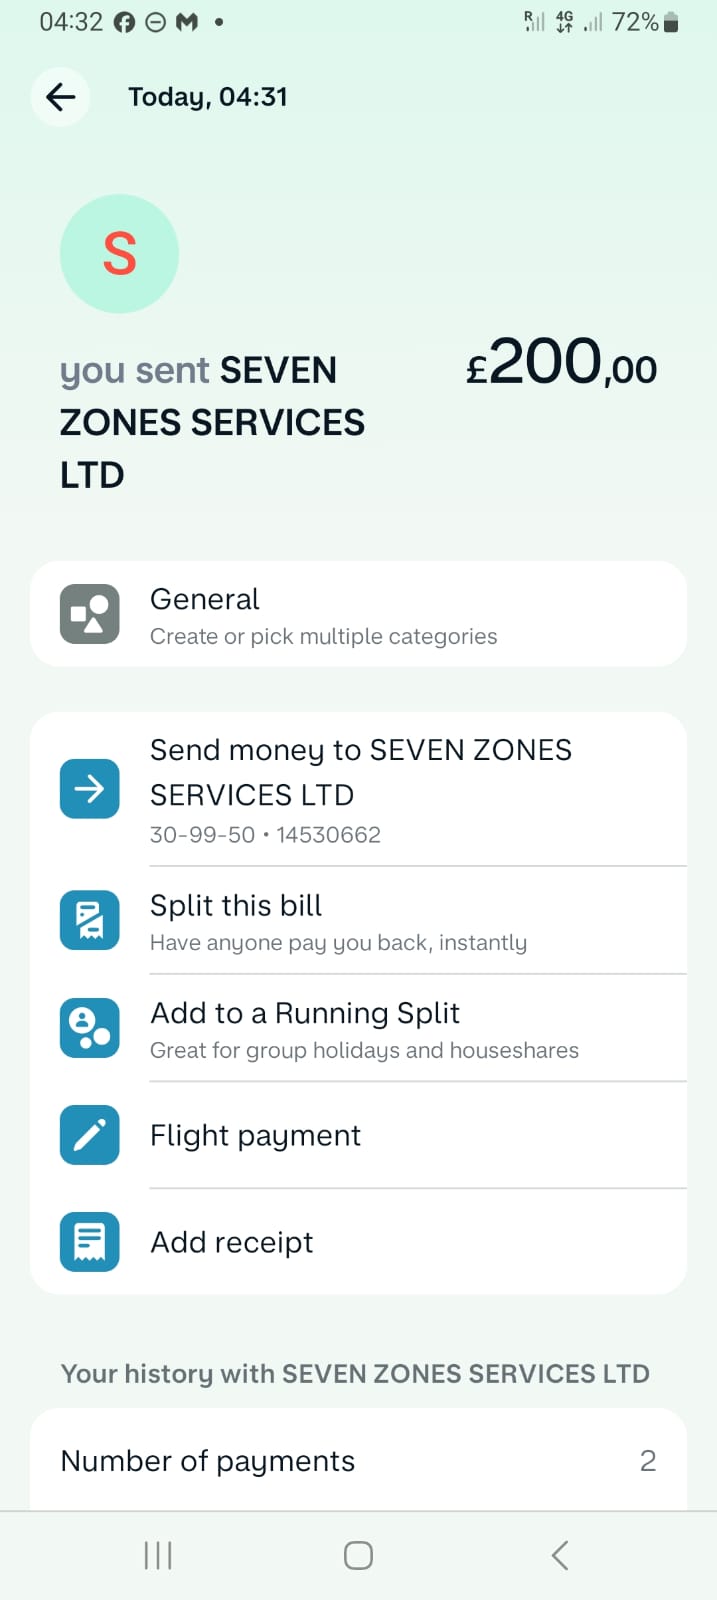 04:32
R 4G 72%
Today, 04:31
S
you sent SEVEN £200,00
ZONES SERVICES
LTD
General
Create or pick multiple categories
Send money to SEVEN ZONES
SERVICES LTD
30-99-50 • 14530662
Split this bill
Have anyone pay you back, instantly
Add to a Running Split
Great for group holidays and houseshares
Flight payment
Add receipt
Your history with SEVEN ZONES SERVICES LTD
Number of payments 2